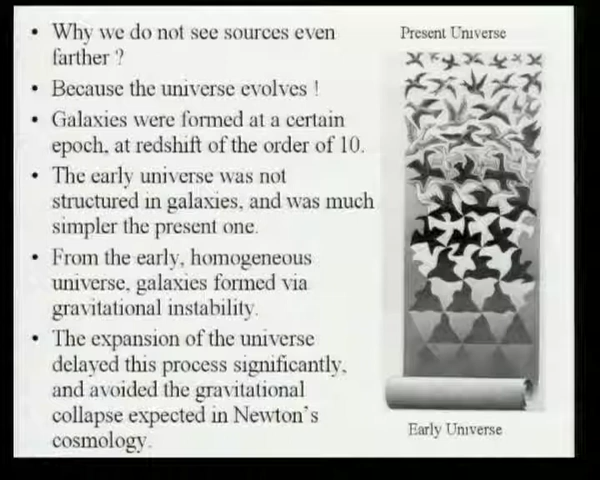 • Why we do not see sources even
farther ?
• Because the universe evolves !
• Galaxies were formed at a certain
epoch, at redshift of the order of 10.
• The early universe was not
structured in galaxies, and was much
simpler the present one.
• From the early, homogeneous
universe, galaxies formed via
gravitational instability.
• The expansion of the universe
delayed this process significantly,
and avoided the gravitational
collapse expected in Newton's
cosmology.
Present Universe
Early Universe